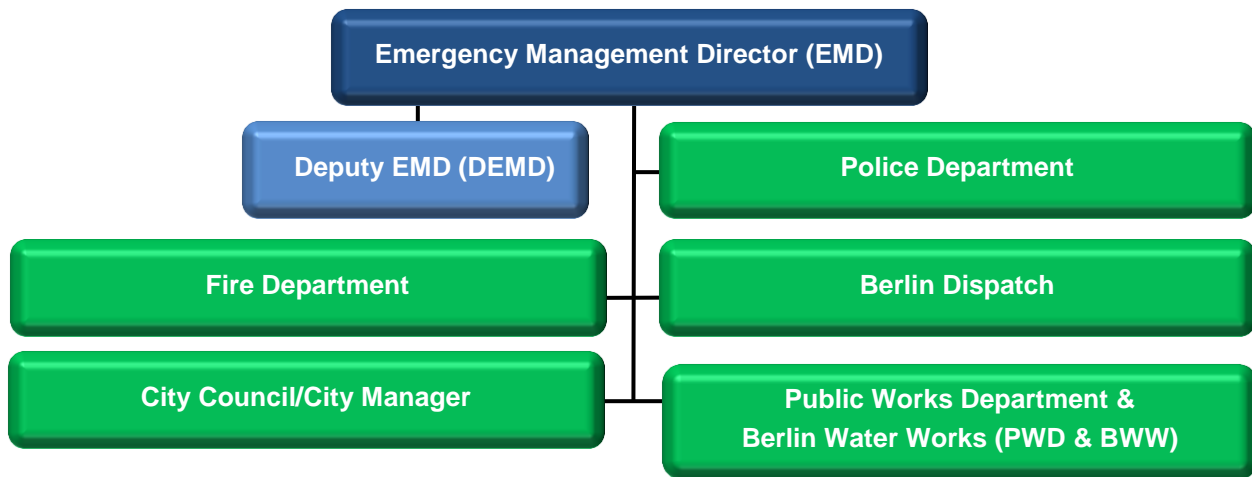 Emergency Management Director (EMD)
Deputy EMD (DEMD)
Police Department
Fire Department
Berlin Dispatch
City Council/City Manager
Public Works Department &
Berlin Water Works (PWD & BWW)